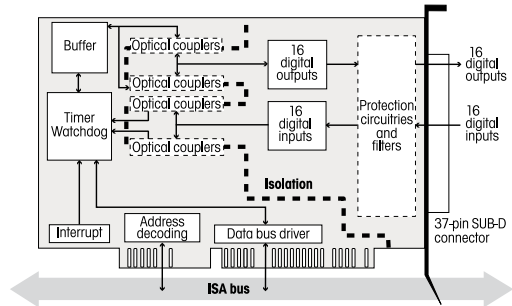 Buffer
Optical couplers
16
digital
outputs
16
digital
outputs
Optical couplers
Optical couplers
Timer
Watchdog
16
digital
inputs
Protection
circuitries
and
filters
16
digital
inputs
Optical couplers
Isolation
Interrupt
Address
decoding
Data bus driver
37-pin SUB-D
connector
ISA bus